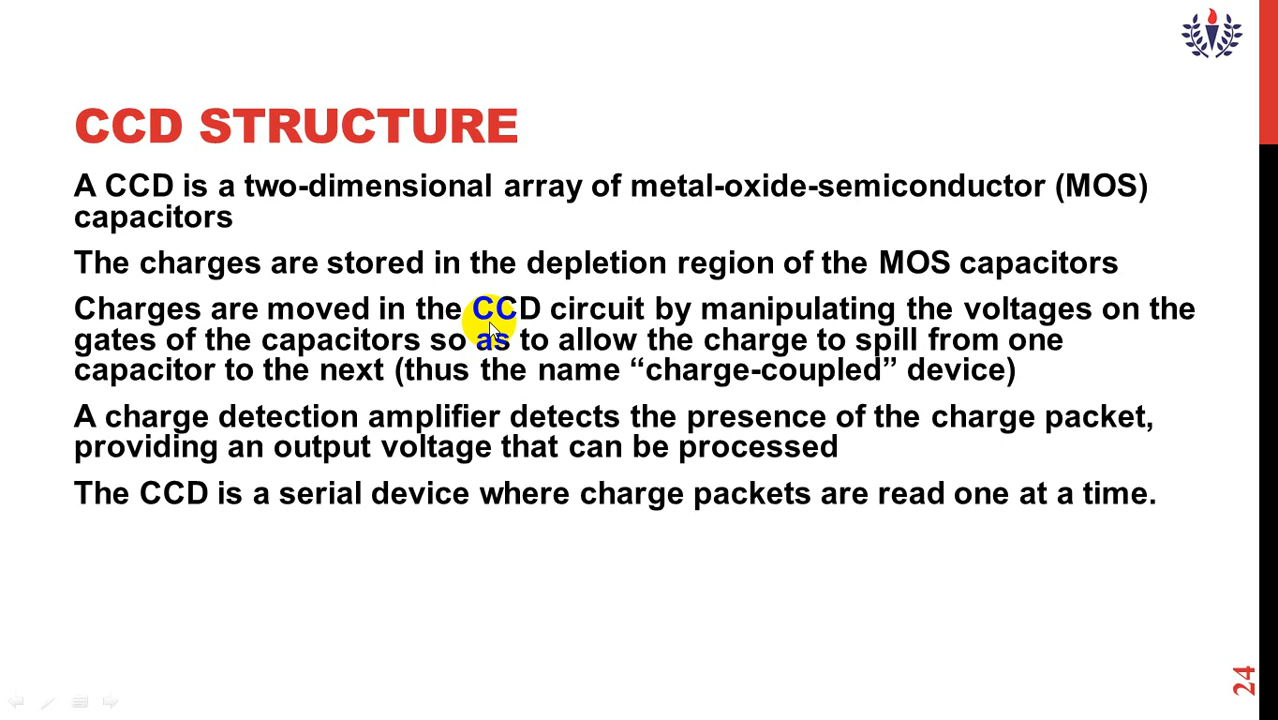 CCD STRUCTURE
A CCD is a two-dimensional array of metal-oxide-semiconductor (MOS)
capacitors
The charges are stored in the depletion region of the MOS capacitors
Charges are moved in the CCD circuit by manipulating the voltages on the
gates of the capacitors so as to allow the charge to spill from one
capacitor to the next (thus the name “charge-coupled” device)
A charge detection amplifier detects the presence of the charge packet,
providing an output voltage that can be processed
The CCD is a serial device where charge packets are read one at a time.
24